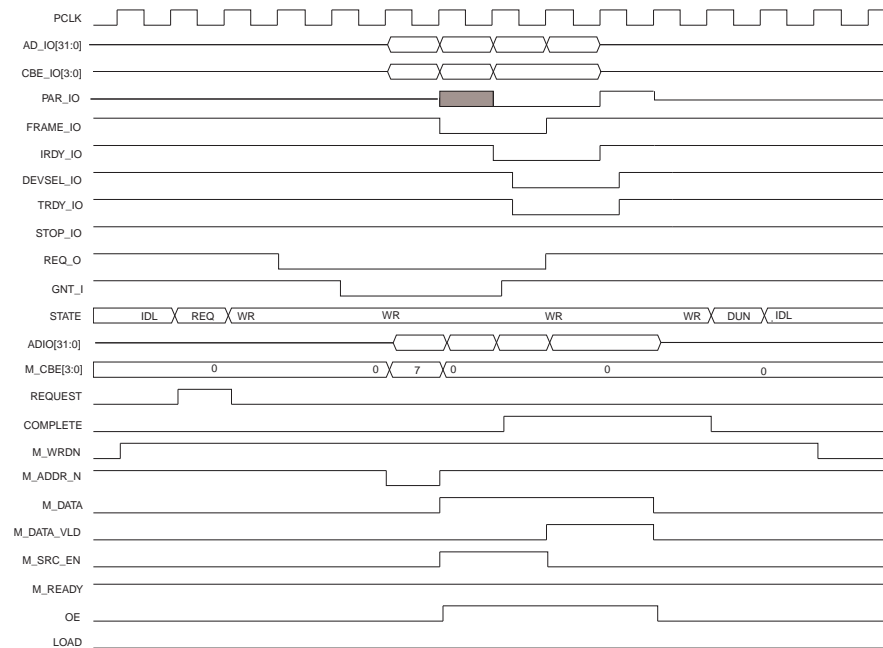 PCLK
AD_IO[31:0]
CBE_IO[3:0]
PAR_IO
FRAME_IO
IRDY_IO
DEVSEL_IO
TRDY_IO
STOP_IO
REQ_O
GNT_I
STATE IDL REQ WR WR WR WR DUN IDL
ADIO[31:0]
M_CBE[3:0] 0 0 7 0 0 0
REQUEST
COMPLETE
M_WRDN
M_ADDR_N
M_DATA
M_DATA_VLD
M_SRC_EN
M_READY
OE
LOAD